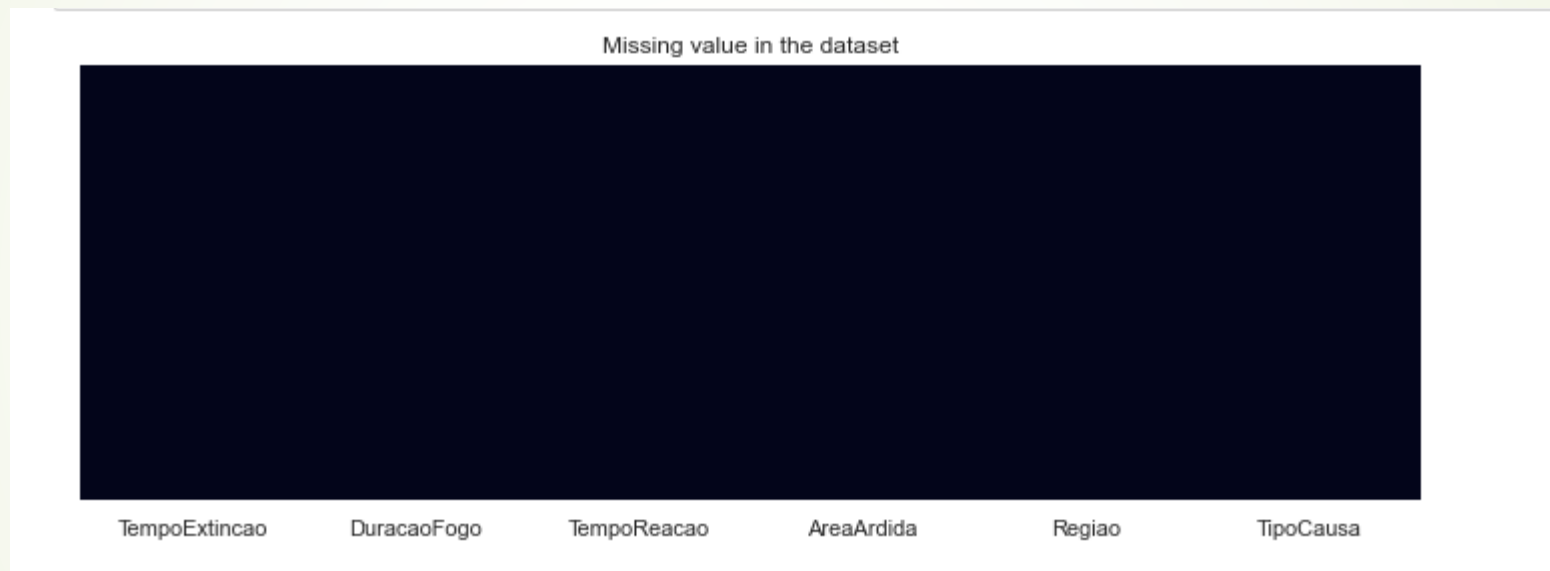 Missing value in the dataset
TempoExtincao DuracaoFogo TempoReacao AreaArdida Regiao TipoCausa